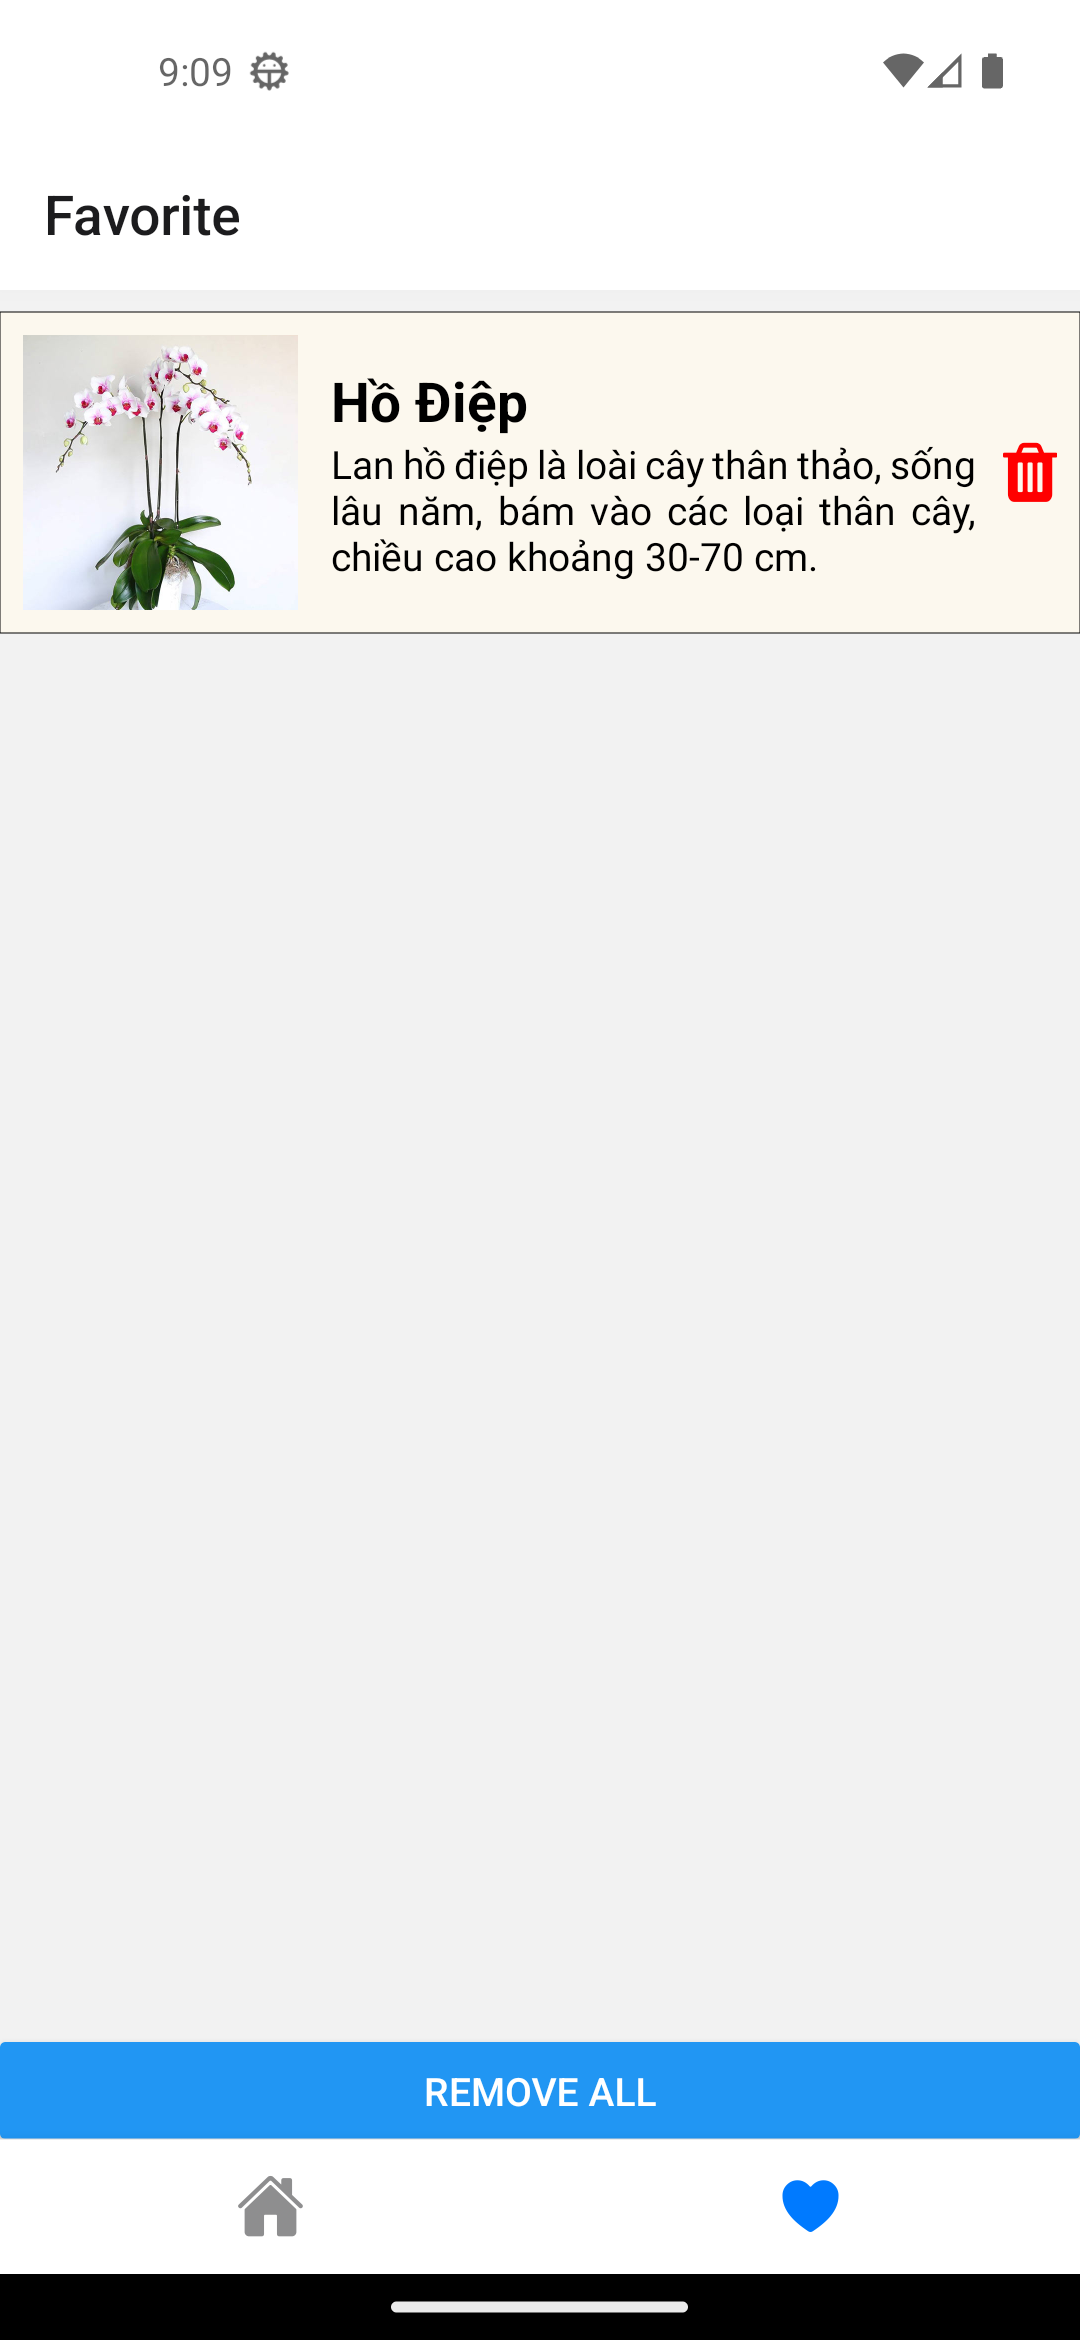 9:09
Favorite
Hồ Điệp
Lan hồ điệp là loài cây thân thảo, sống
lâu năm, bám vào các loại thân cây,
chiều cao khoảng 30-70 cm.
REMOVE ALL